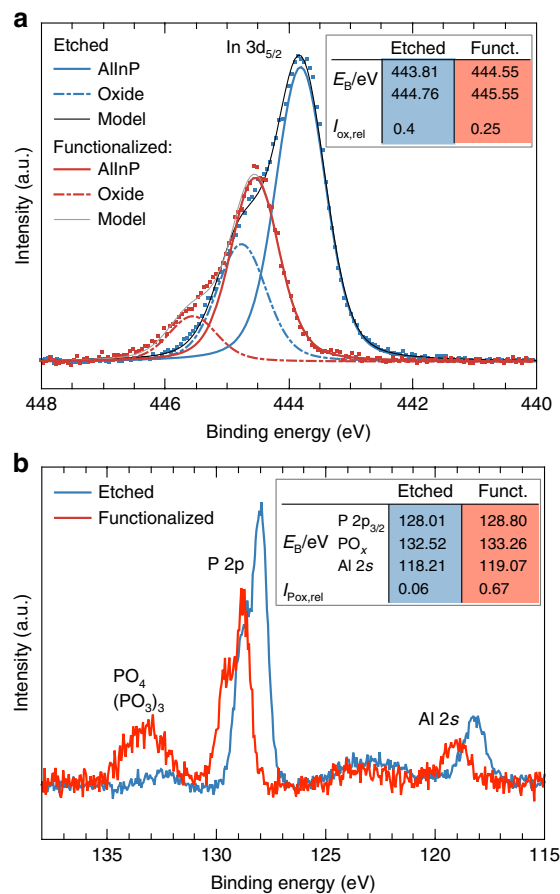 a
Etched
AlInP
Oxide
Model
Functionalized:
AlInP
Oxide
Model
In 3d5/2
Etched Funct.
EB/eV 443.81 444.55
444.76 445.55
Iox,rel 0.4 0.25
Intensity (a.u.)
448 446 444 442 440
Binding energy (eV)
b
Etched
Functionalized
P 2p
PO4
(PO3)3
Al 2s
Etched Funct.
P 2p3/2 128.01 128.80
EB/eV POx 132.52 133.26
Al 2s 118.21 119.07
IPox,rel 0.06 0.67
Intensity (a.u.)
135 130 125 120 115
Binding energy (eV)